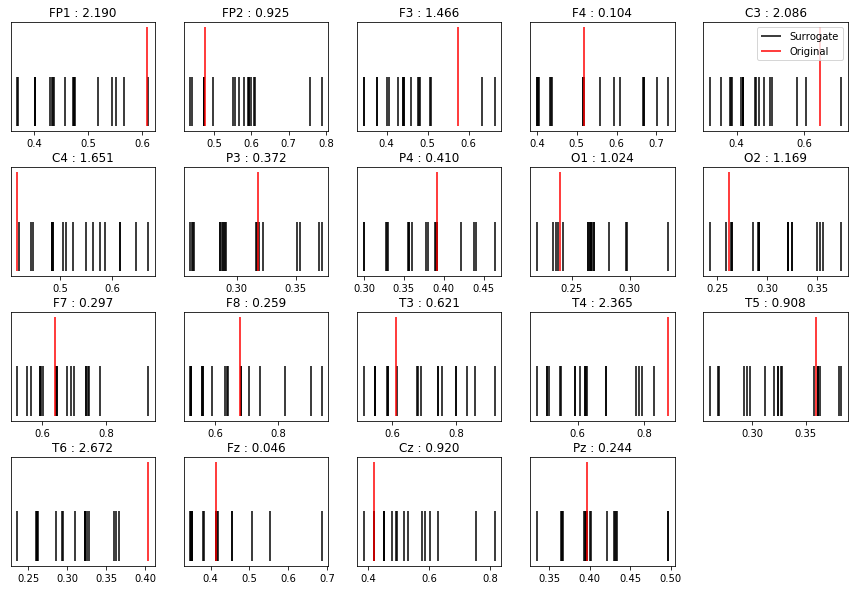 FP1 : 2.190 FP2 : 0.925 F3 : 1.466 F4 : 0.104 C3 : 2.086
Surrogate
Original
0.4 0.5 0.6 0.5 0.6 0.7 0.8 0.4 0.5 0.6 0.4 0.5 0.6 0.7 0.4 0.6
C4 : 1.651 P3 : 0.372 P4 : 0.410 O1 : 1.024 O2 : 1.169
0.5 0.6 0.30 0.35 0.30 0.35 0.40 0.45 0.25 0.30 0.25 0.30 0.35
F7 : 0.297 F8 : 0.259 T3 : 0.621 T4 : 2.365 T5 : 0.908
0.6 0.8 0.6 0.8 0.6 0.8 0.6 0.8 0.30 0.35
T6 : 2.672 Fz : 0.046 Cz : 0.920 Pz : 0.244
0.25 0.30 0.35 0.40 0.4 0.5 0.6 0.7 0.4 0.6 0.8 0.35 0.40 0.45 0.50